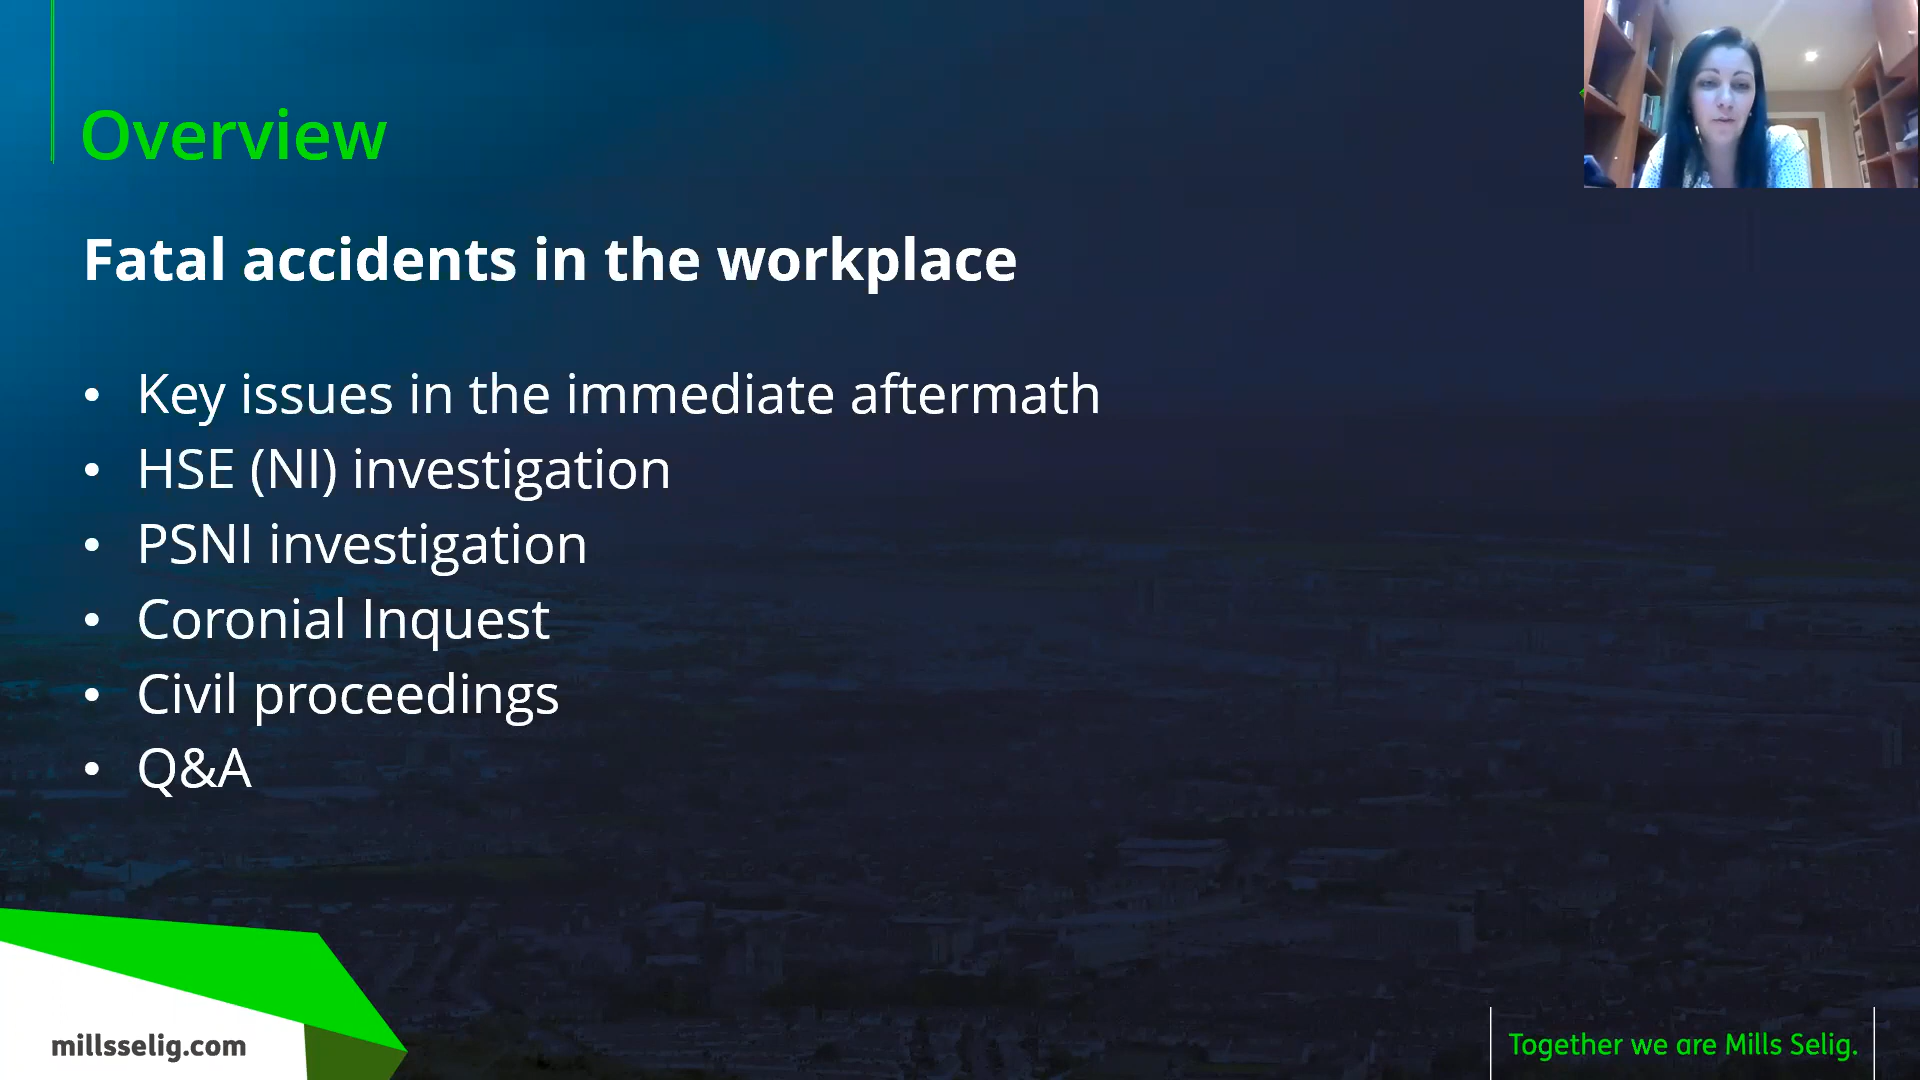 Overview
Fatal accidents in the workplace
• Key issues in the immediate aftermath
• HSE (NI) investigation
• PSNI investigation
• Coronial Inquest
• Civil proceedings
• Q&A
millsselig.com
Together we are Mills Selig.